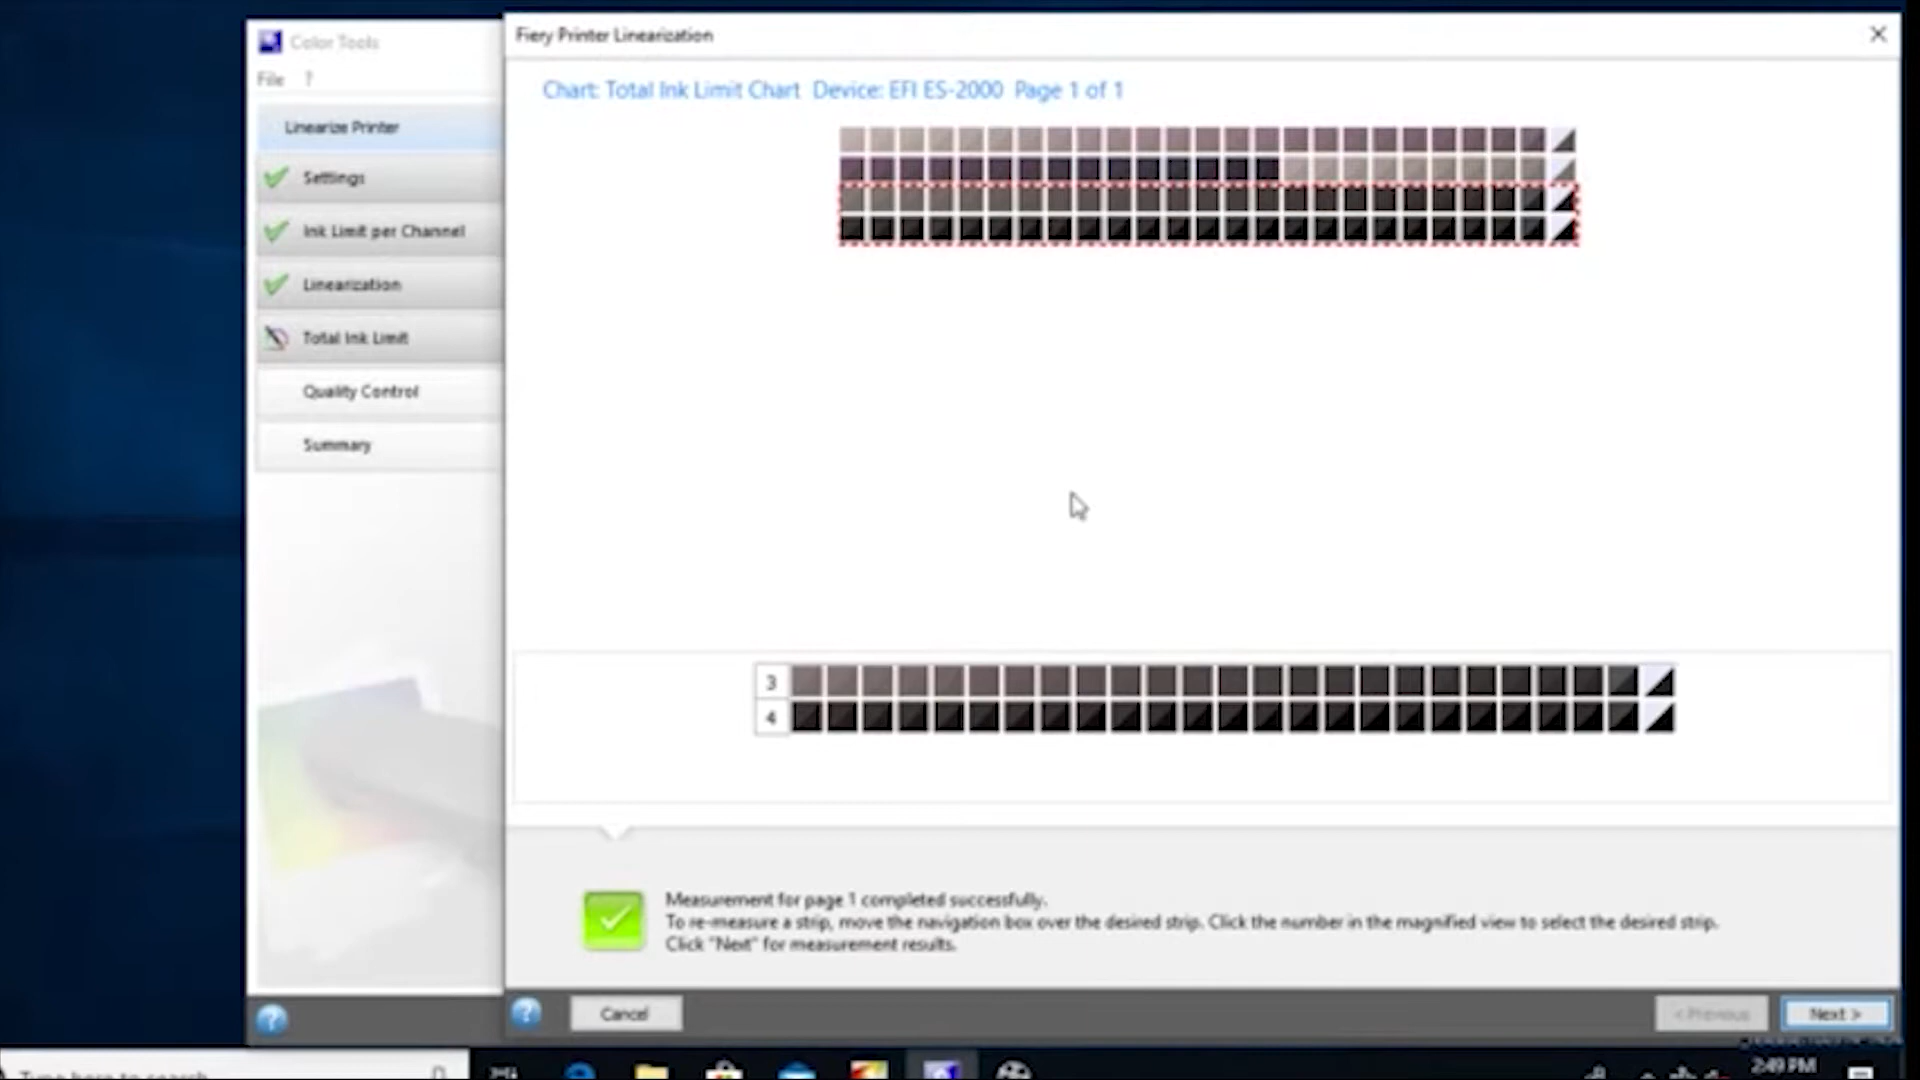 Color Tools
File ?
Linearize Printer
Settings
Ink Limit per Channel
Linearization
Total Ink Limit
Quality Control
Summary
Fiery Printer Linearization
Chart: Total Ink Limit Chart Device: EFI ES-2000 Page 1 of 1
3
4
Measurement for page 1 completed successfully.
To re-measure a strip, move the navigation box over the desired strip. Click the number in the magnified view to select the desired strip.
Click "Next" for measurement results.
?
?
Cancel
< Previous
Next >
Type here to search
2:49 PM